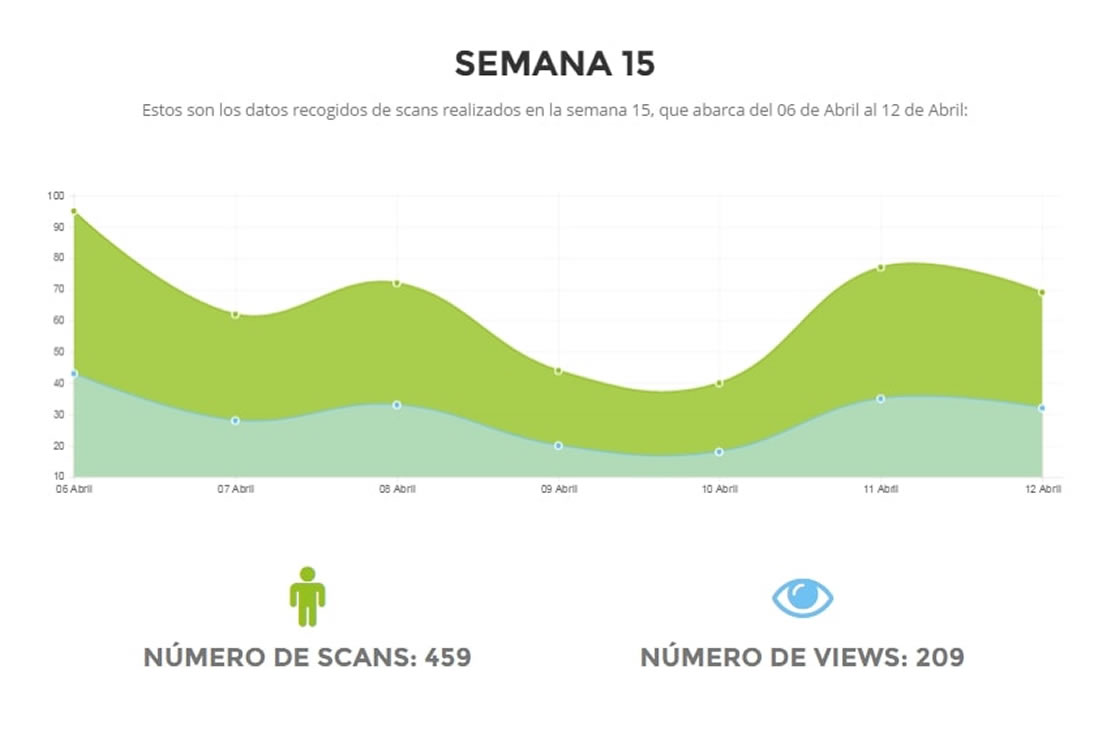 SEMANA 15
Estos son los datos recogidos de scans realizados en la semana 15, que abarca del 06 de Abril al 12 de Abril:
100
90
80
70
60
50
40
30
20
10
06 Abril 07 Abril 08 Abril 09 Abril 10 Abril 11 Abril 12 Abril
NÚMERO DE SCANS: 459 NÚMERO DE VIEWS: 209